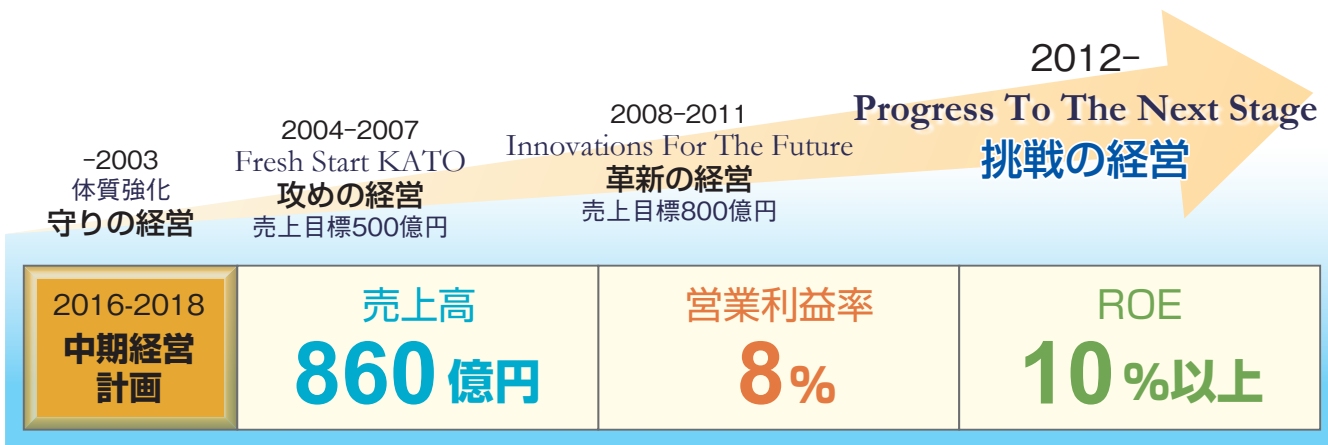 -2003
体質強化
守りの経営
2004-2007
Fresh Start KATO
攻めの経営
売上目標500億円
2008-2011
Innovations For The Future
革新の経営
売上目標800億円
2012-
Progress To The Next Stage
挑戦の経営
2016-2018
中期経営
計画
売上高
860億円
営業利益率
8%
ROE
10%以上